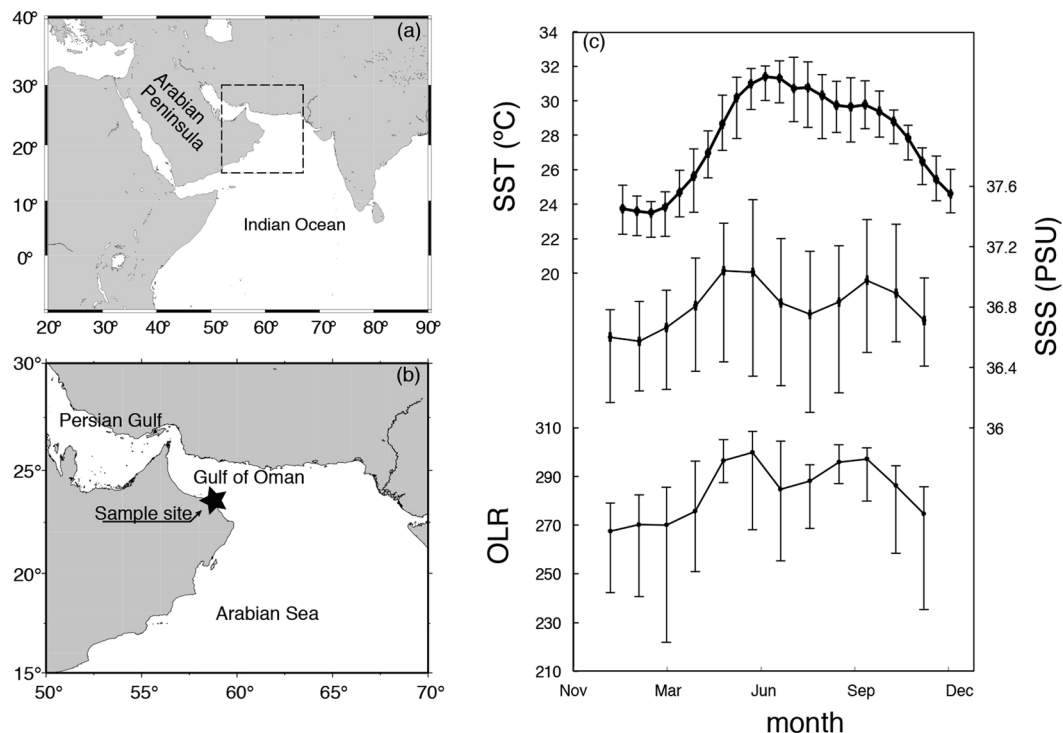 (a)
40°
30°
20°
10°
0°
Arabian
Peninsula
Indian Ocean
20° 30° 40° 50° 60° 70° 80° 90°
(b)
30°
25°
20°
15°
Persian Gulf
Gulf of Oman
Sample site
Arabian Sea
50° 55° 60° 65° 70°
(c)
SST (ºC)
34
32
30
28
26
24
22
20
37.6
37.2
36.8
36.4
36
SSS (PSU)
OLR
310
290
270
250
230
210
Nov Mar Jun Sep Dec
month